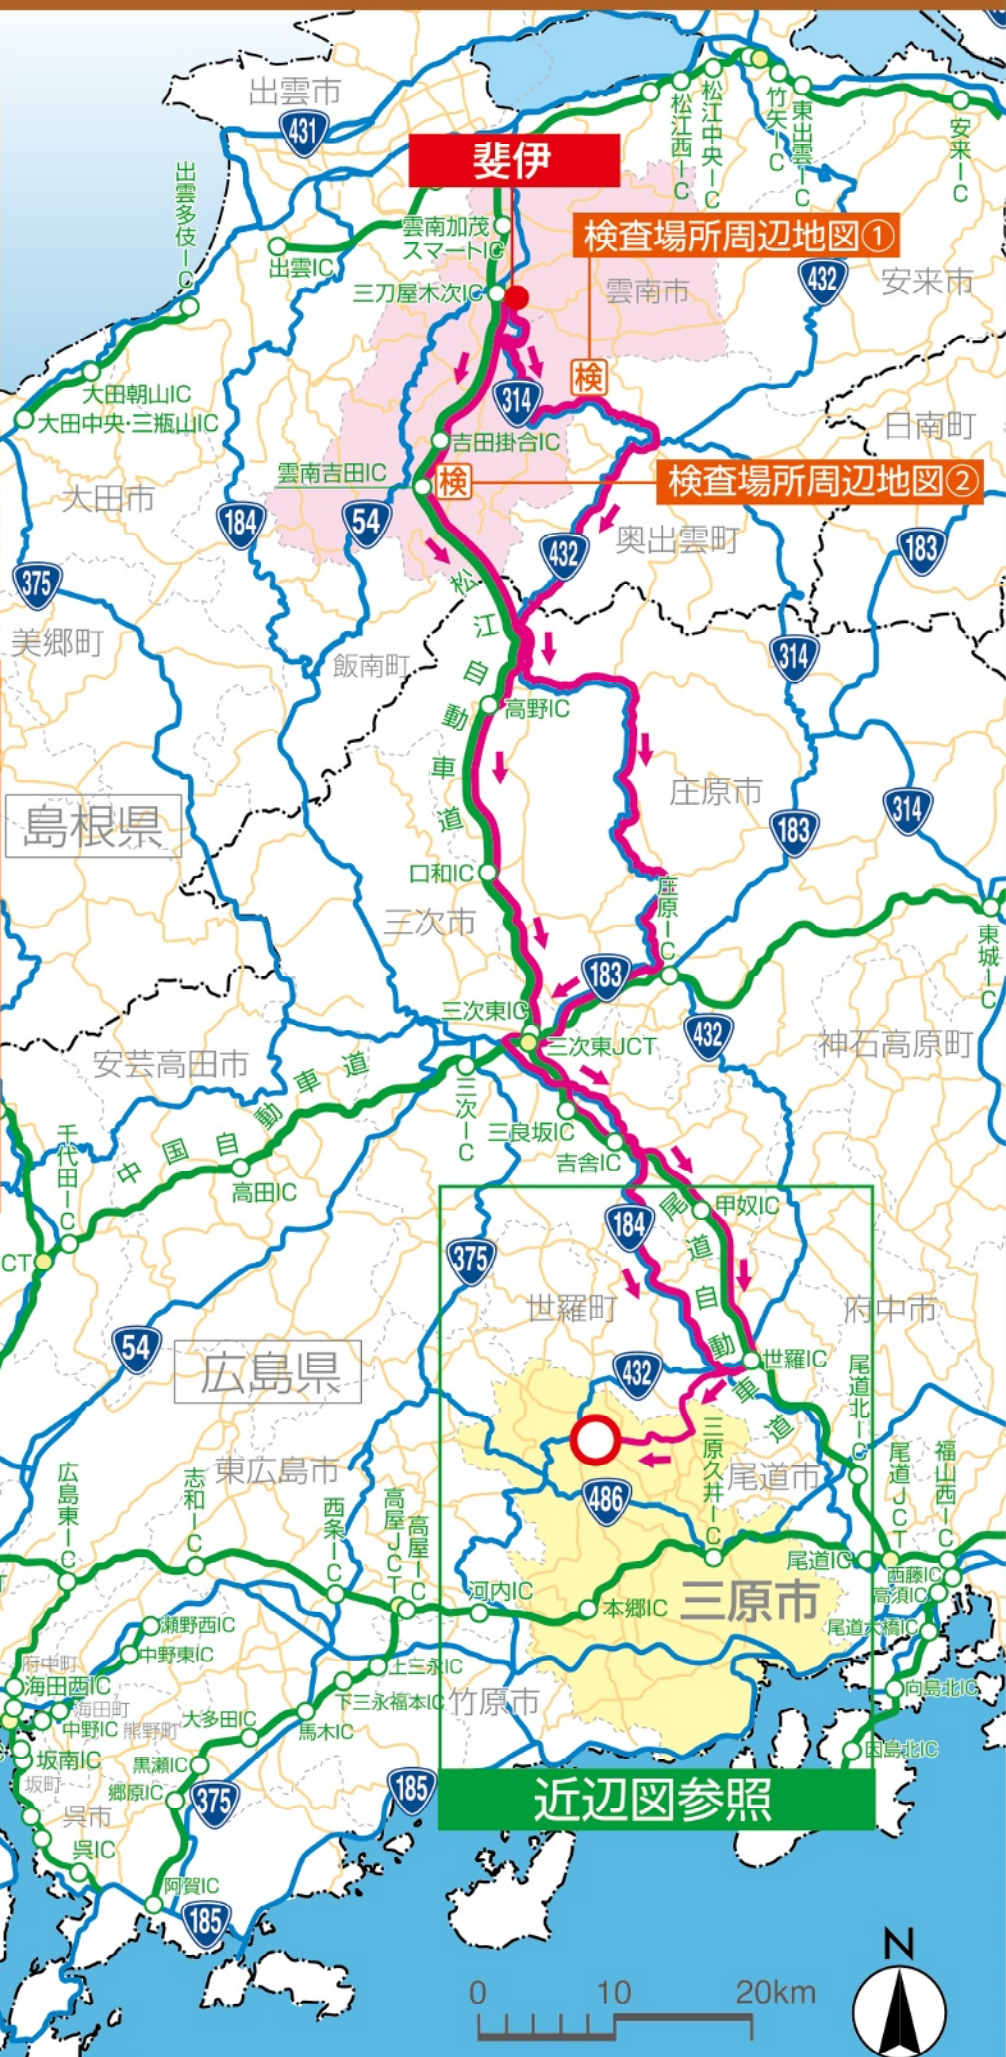 出雲市
431
松江西IC
松江中央IC
竹矢IC
東出雲IC
安来IC
斐伊
出雲多伎IC
雲南加茂
スマートIC
検査場所周辺地図①
出雲IC
三刀屋木次IC
雲南市
432
安来市
大田朝山IC
大田中央・三瓶山IC
314
検
日南町
吉田掛合IC
雲南吉田IC
検
検査場所周辺地図②
大田市
184
54
432
奥出雲町
183
375
松江自動車道
美郷町
飯南町
314
高野IC
島根県
庄原市
183
314
口和IC
庄原IC
三次市
東城IC
183
三次東IC
432
三次東JCT
神石高原町
安芸高田市
中国自動車道
三次IC
千代田IC
三良坂IC
吉舎IC
高田IC
CT
184
甲奴IC
尾道自動車道
375
世羅町
府中市
54
広島県
432
世羅IC
尾道北IC
三原久井IC
東広島市
尾道市
尾道JCT
福山西IC
広島東IC
志和IC
西条IC
高屋JCT
高屋IC
486
尾道IC
西藤IC
高須IC
河内IC
本郷IC
三原市
尾道大橋IC
瀬野西IC
中野東IC
府中町
海田西IC
上三永IC
向島北IC
海田町
下三永福本IC
竹原市
中野IC
熊野町
大多田IC
馬木IC
坂南IC
黒瀬IC
因島北IC
坂町
郷原IC
375
185
近辺図参照
呉市
呉IC
阿賀IC
185
N
0 10 20km